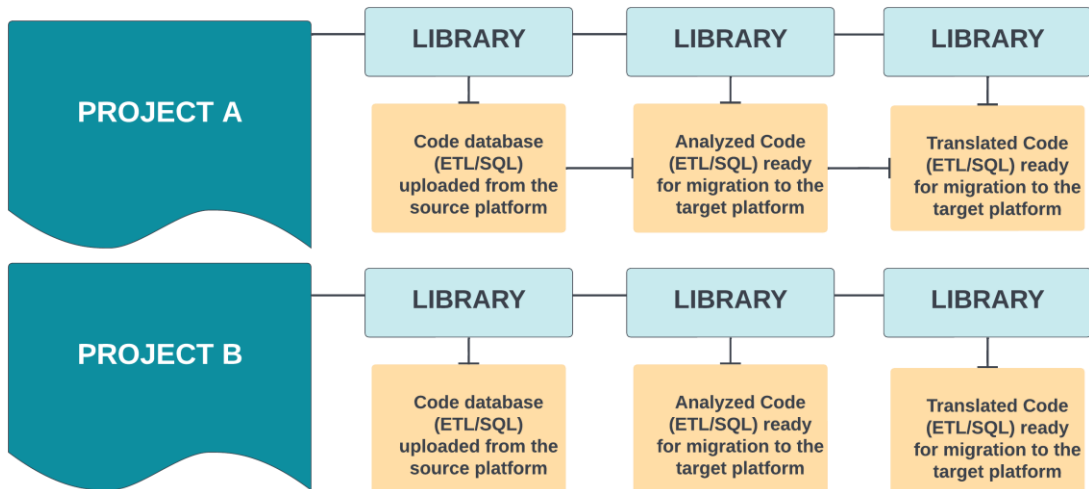 PROJECT A
LIBRARY
LIBRARY
LIBRARY
Code database
(ETL/SQL)
uploaded from the
source platform
Analyzed Code
(ETL/SQL) ready
for migration to the
target platform
Translated Code
(ETL/SQL) ready
for migration to the
target platform
PROJECT B
LIBRARY
LIBRARY
LIBRARY
Code database
(ETL/SQL)
uploaded from the
source platform
Analyzed Code
(ETL/SQL) ready
for migration to the
target platform
Translated Code
(ETL/SQL) ready
for migration to the
target platform